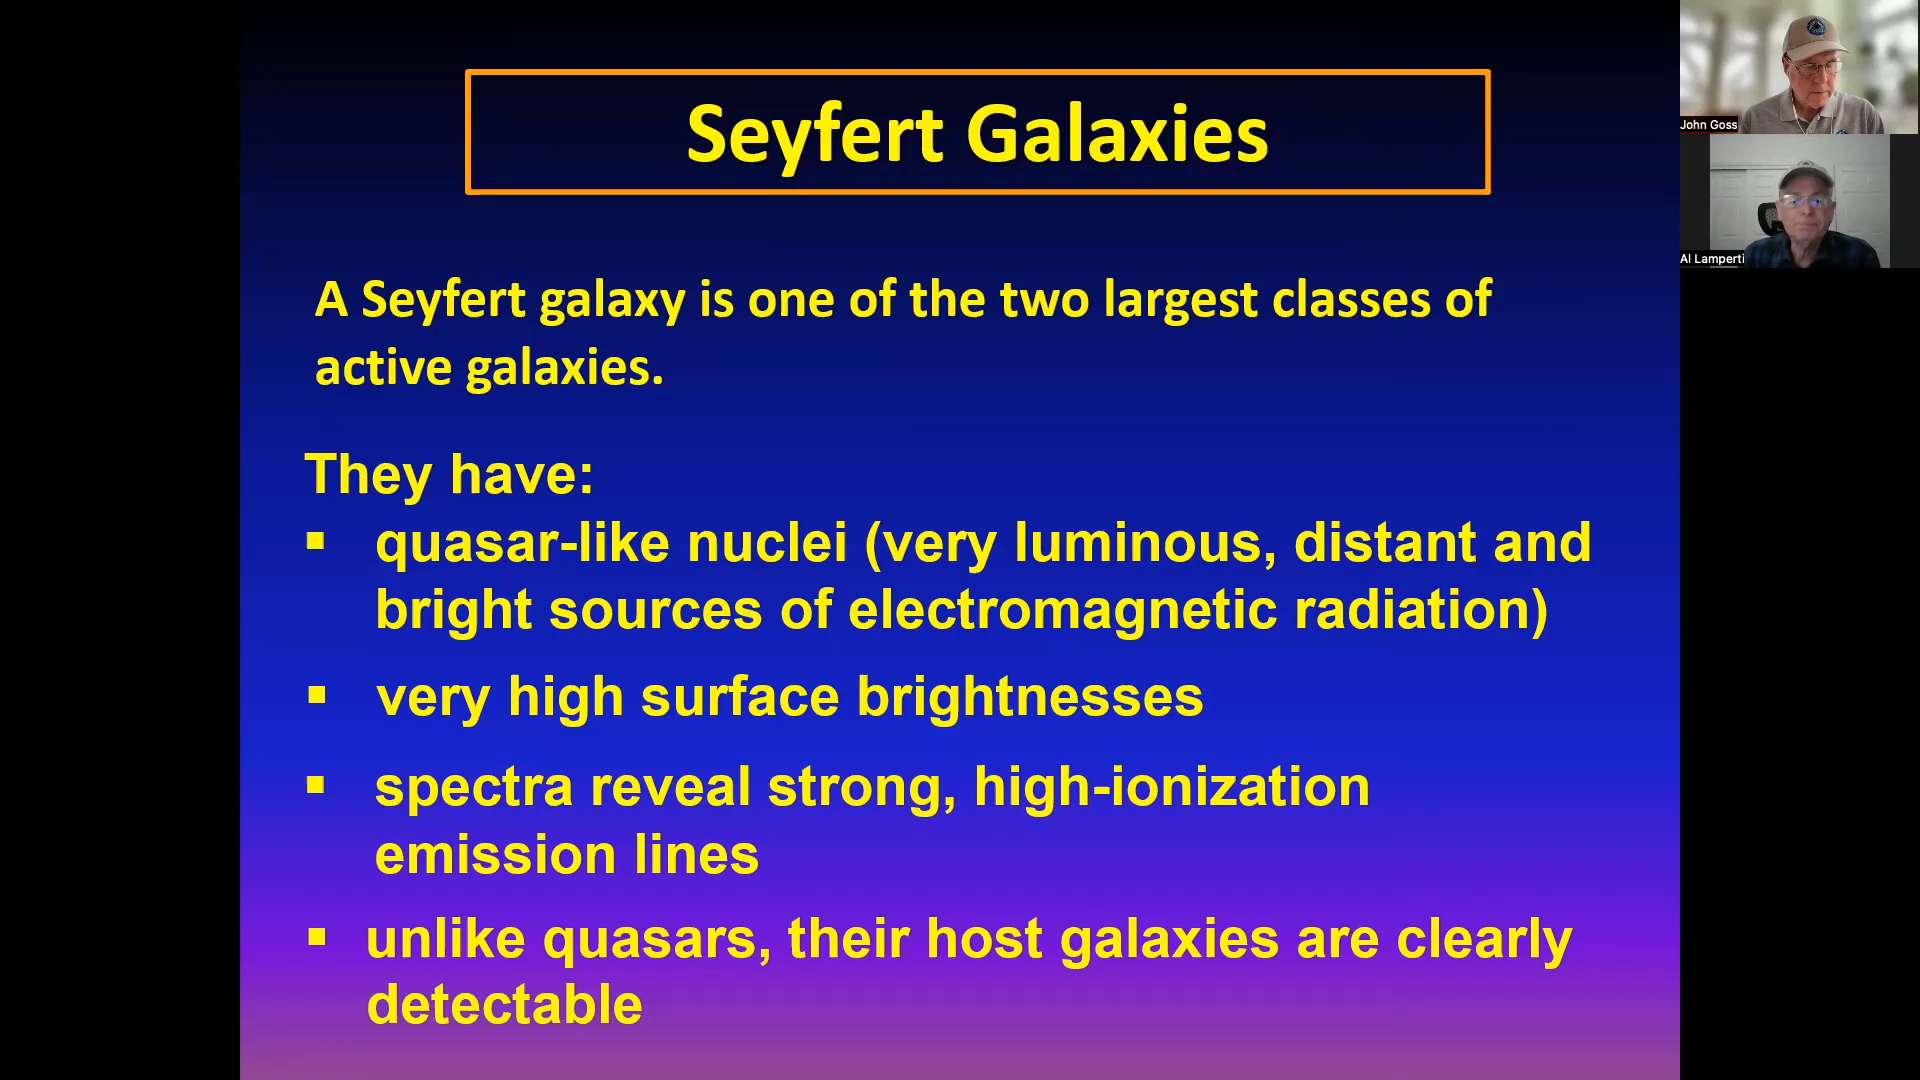 Seyfert Galaxies
A Seyfert galaxy is one of the two largest classes of
active galaxies.
They have:
▪ quasar-like nuclei (very luminous, distant and
bright sources of electromagnetic radiation)
▪ very high surface brightnesses
▪ spectra reveal strong, high-ionization
emission lines
▪ unlike quasars, their host galaxies are clearly
detectable
John Goss
Al Lamperti